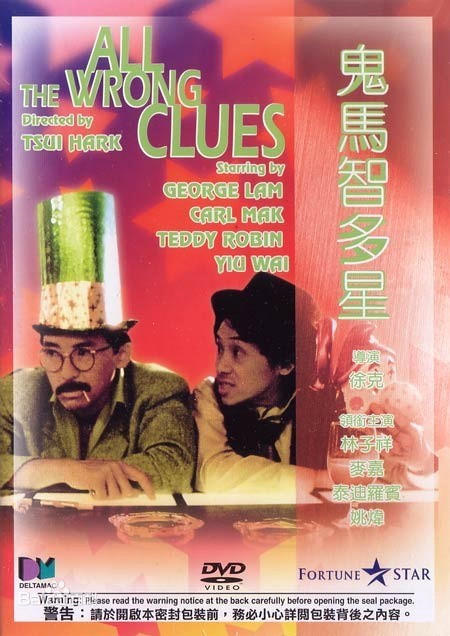 ALL
THE WRONG
CLUES
Directed by
TSUI HARK
Starring by
GEORGE LAM
CARL MAK
TEDDY ROBIN
YIU WAI
鬼馬智多星
導演
徐克
領銜主演
林子祥
麥嘉
泰迪羅賓
姚煒
DM
DELTAMAC
DVD
VIDEO
FORTUNE STAR
Warning: please read the warning notice at the back carefully before opening the seal package.
警告：請於開啟本密封包裝前，務必小心詳閱包裝背後之內容。